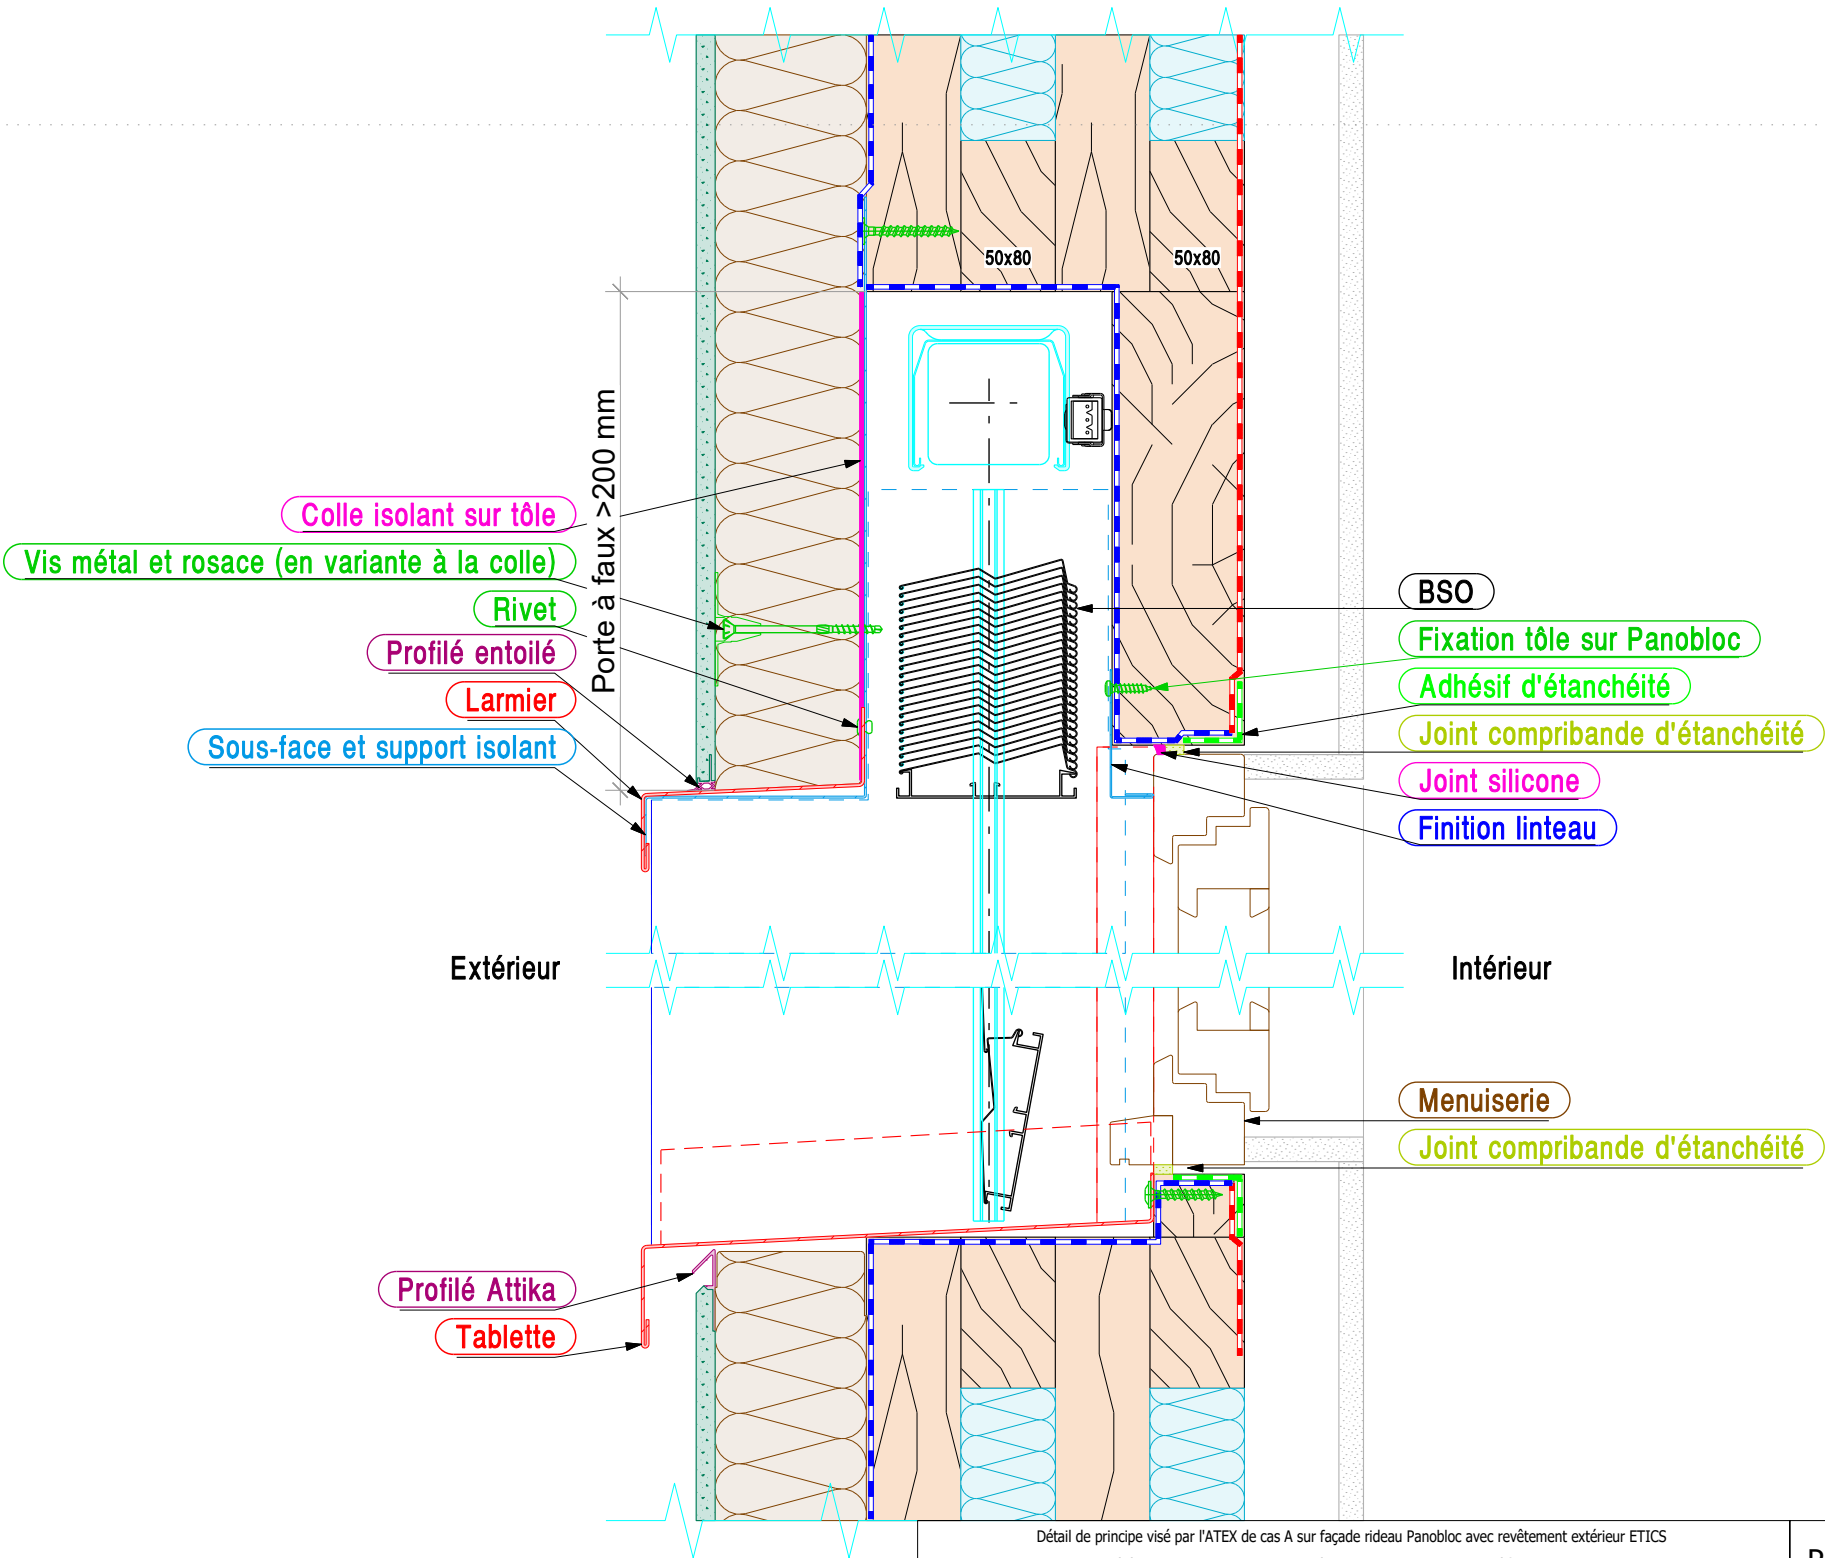 50x80
50x80
Porte à faux >200 mm
Colle isolant sur tôle
Vis métal et rosace (en variante à la colle)
Rivet
Profilé entoilé
Larmier
Sous-face et support isolant
BSO
Fixation tôle sur Panobloc
Adhésif d'étanchéité
Joint compribande d'étanchéité
Joint silicone
Finition linteau
Extérieur
Intérieur
Menuiserie
Joint compribande d'étanchéité
Profilé Attika
Tablette
Détail de principe visé par l'ATEX de cas A sur façade rideau Panobloc avec revêtement extérieur ETICS